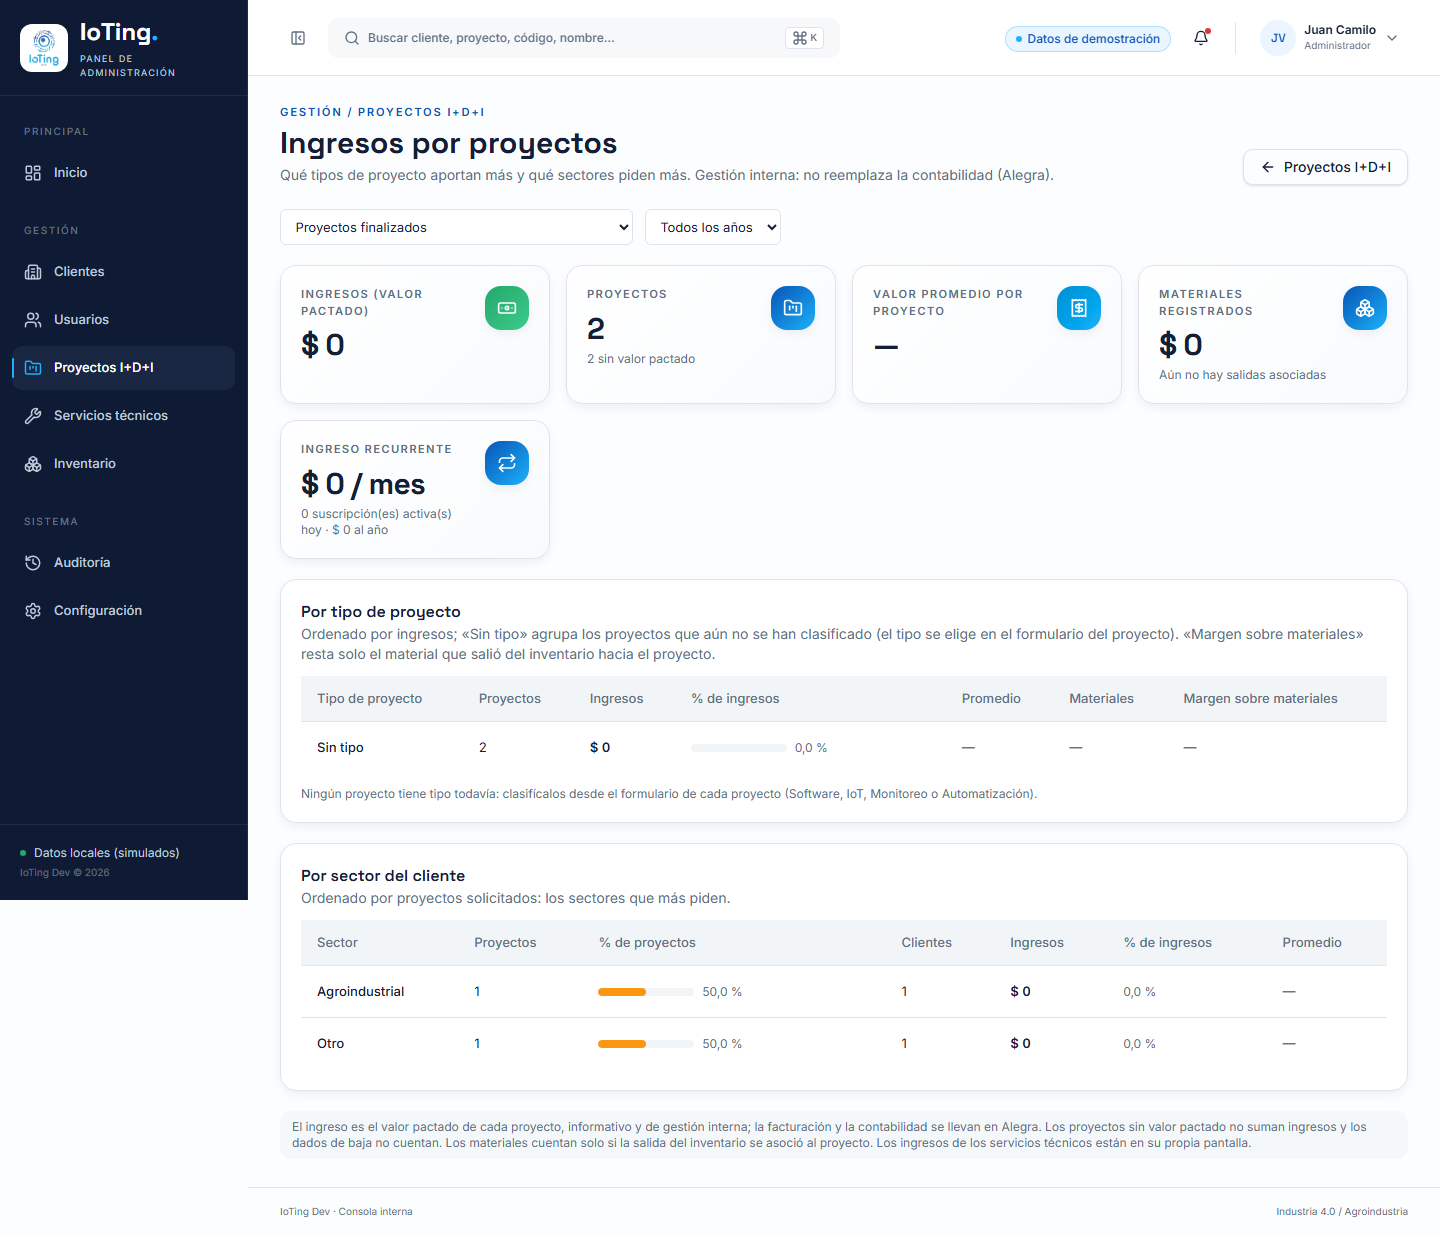 IoTing.
PANEL DE
ADMINISTRACIÓN
IoTing
PRINCIPAL
Inicio
GESTIÓN
Clientes
Usuarios
Proyectos I+D+I
Servicios técnicos
Inventario
SISTEMA
Auditoría
Configuración
Datos locales (simulados)
IoTing Dev © 2026
Buscar cliente, proyecto, código, nombre...
⌘ K
Datos de demostración
JV
Juan Camilo
Administrador
GESTIÓN / PROYECTOS I+D+I
Ingresos por proyectos
Qué tipos de proyecto aportan más y qué sectores piden más. Gestión interna: no reemplaza la contabilidad (Alegra).
← Proyectos I+D+I
Proyectos finalizados
Todos los años
INGRESOS (VALOR
PACTADO)
$ 0
PROYECTOS
2
2 sin valor pactado
VALOR PROMEDIO POR
PROYECTO
—
MATERIALES
REGISTRADOS
$ 0
Aún no hay salidas asociadas
INGRESO RECURRENTE
$ 0 / mes
0 suscripción(es) activa(s)
hoy · $ 0 al año
Por tipo de proyecto
Ordenado por ingresos; «Sin tipo» agrupa los proyectos que aún no se han clasificado (el tipo se elige en el formulario del proyecto). «Margen sobre materiales»
resta solo el material que salió del inventario hacia el proyecto.
Tipo de proyecto Proyectos Ingresos % de ingresos Promedio Materiales Margen sobre materiales
Sin tipo 2 $ 0 0,0 % — — —
Ningún proyecto tiene tipo todavía: clasifícalos desde el formulario de cada proyecto (Software, IoT, Monitoreo o Automatización).
Por sector del cliente
Ordenado por proyectos solicitados: los sectores que más piden.
Sector Proyectos % de proyectos Clientes Ingresos % de ingresos Promedio
Agroindustrial 1 50,0 % 1 $ 0 0,0 % —
Otro 1 50,0 % 1 $ 0 0,0 % —
El ingreso es el valor pactado de cada proyecto, informativo y de gestión interna; la facturación y la contabilidad se llevan en Alegra. Los proyectos sin valor pactado no suman ingresos y los
dados de baja no cuentan. Los materiales cuentan solo si la salida del inventario se asoció al proyecto. Los ingresos de los servicios técnicos están en su propia pantalla.
IoTing Dev · Consola interna
Industria 4.0 / Agroindustria